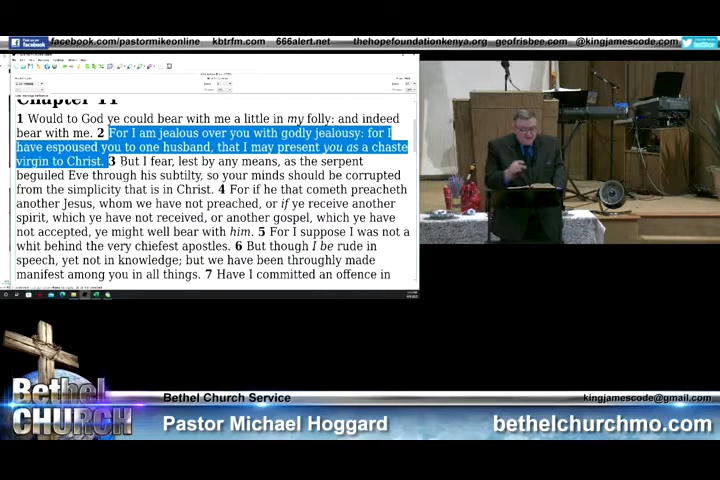 Find us on
facebook
facebook.com/pastormikeonline kbtrfm.com 666alert.net thehopefoundationkenya.org geofrisbee.com @kingjamescode.com
Chapter 11
1 Would to God ye could bear with me a little in my folly: and indeed
bear with me. 2 For I am jealous over you with godly jealousy: for I
have espoused you to one husband, that I may present you as a chaste
virgin to Christ. 3 But I fear, lest by any means, as the serpent
beguiled Eve through his subtilty, so your minds should be corrupted
from the simplicity that is in Christ. 4 For if he that cometh preacheth
another Jesus, whom we have not preached, or if ye receive another
spirit, which ye have not received, or another gospel, which ye have
not accepted, ye might well bear with him. 5 For I suppose I was not a
whit behind the very chiefest apostles. 6 But though I be rude in
speech, yet not in knowledge; but we have been throughly made
manifest among you in all things. 7 Have I committed an offence in
Bethel
CHURCH
Bethel Church Service
kingjamescode@gmail.com
Pastor Michael Hoggard
bethelchurchmo.com